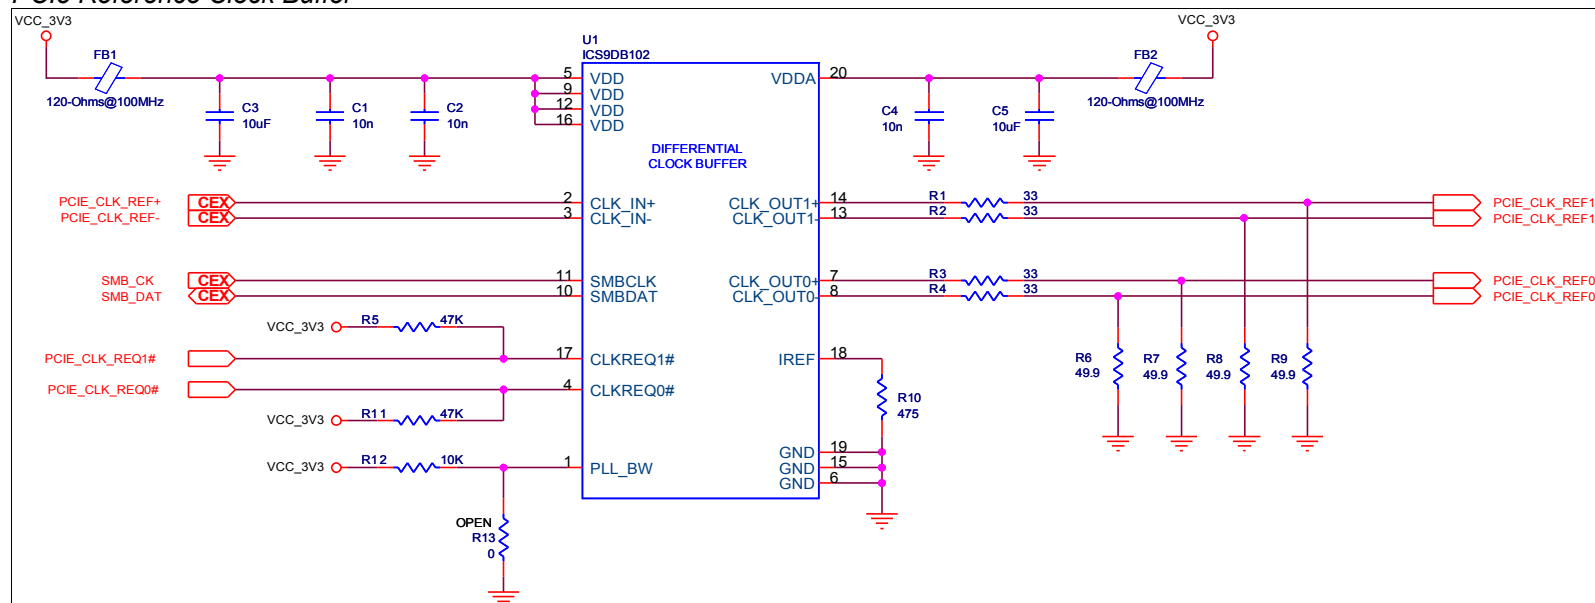 PCIe Reference Clock Buffer
VCC_3V3
VCC_3V3
FB1
120-Ohms@100MHz
C3
10uF
C1
10n
C2
10n
U1
ICS9DB102
5 VDD
9 VDD
12 VDD
16 VDD
VDDA 20
DIFFERENTIAL
CLOCK BUFFER
C4
10n
C5
10uF
FB2
120-Ohms@100MHz
PCIE_CLK_REF+ CEX 2 CLK_IN+
PCIE_CLK_REF- CEX 3 CLK_IN-
CLK_OUT1+ 14 R1 33 PCIE_CLK_REF1
CLK_OUT1- 13 R2 33 PCIE_CLK_REF1
SMB_CK CEX 11 SMBCLK
SMB_DAT CEX 10 SMBDAT
CLK_OUT0+ 7 R3 33 PCIE_CLK_REF0
CLK_OUT0- 8 R4 33 PCIE_CLK_REF0
VCC_3V3 R5 47K
PCIE_CLK_REQ1# 17 CLKREQ1#
PCIE_CLK_REQ0# 4 CLKREQ0#
VCC_3V3 R11 47K
VCC_3V3 R12 10K 1 PLL_BW
OPEN
R13
0
IREF 18
R10
475
GND 19
GND 15
GND 6
R6
49.9
R7
49.9
R8
49.9
R9
49.9